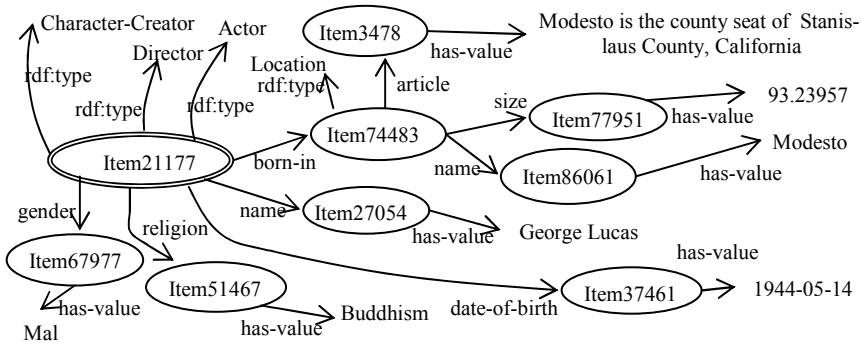 Character-Creator
Actor
Item3478
Modesto is the county seat of Stanis-
laus County, California
has-value
Director
Location
rdf:type
rdf:type
article
rdf:type
rdf:type
size
Item77951
93.23957
has-value
Item74483
Modesto
Item21177
born-in
name
Item86061
has-value
gender
name
Item27054
religion
has-value
George Lucas
Item67977
has-value
Item51467
Item37461
1944-05-14
has-value
date-of-birth
Buddhism
has-value
Mal